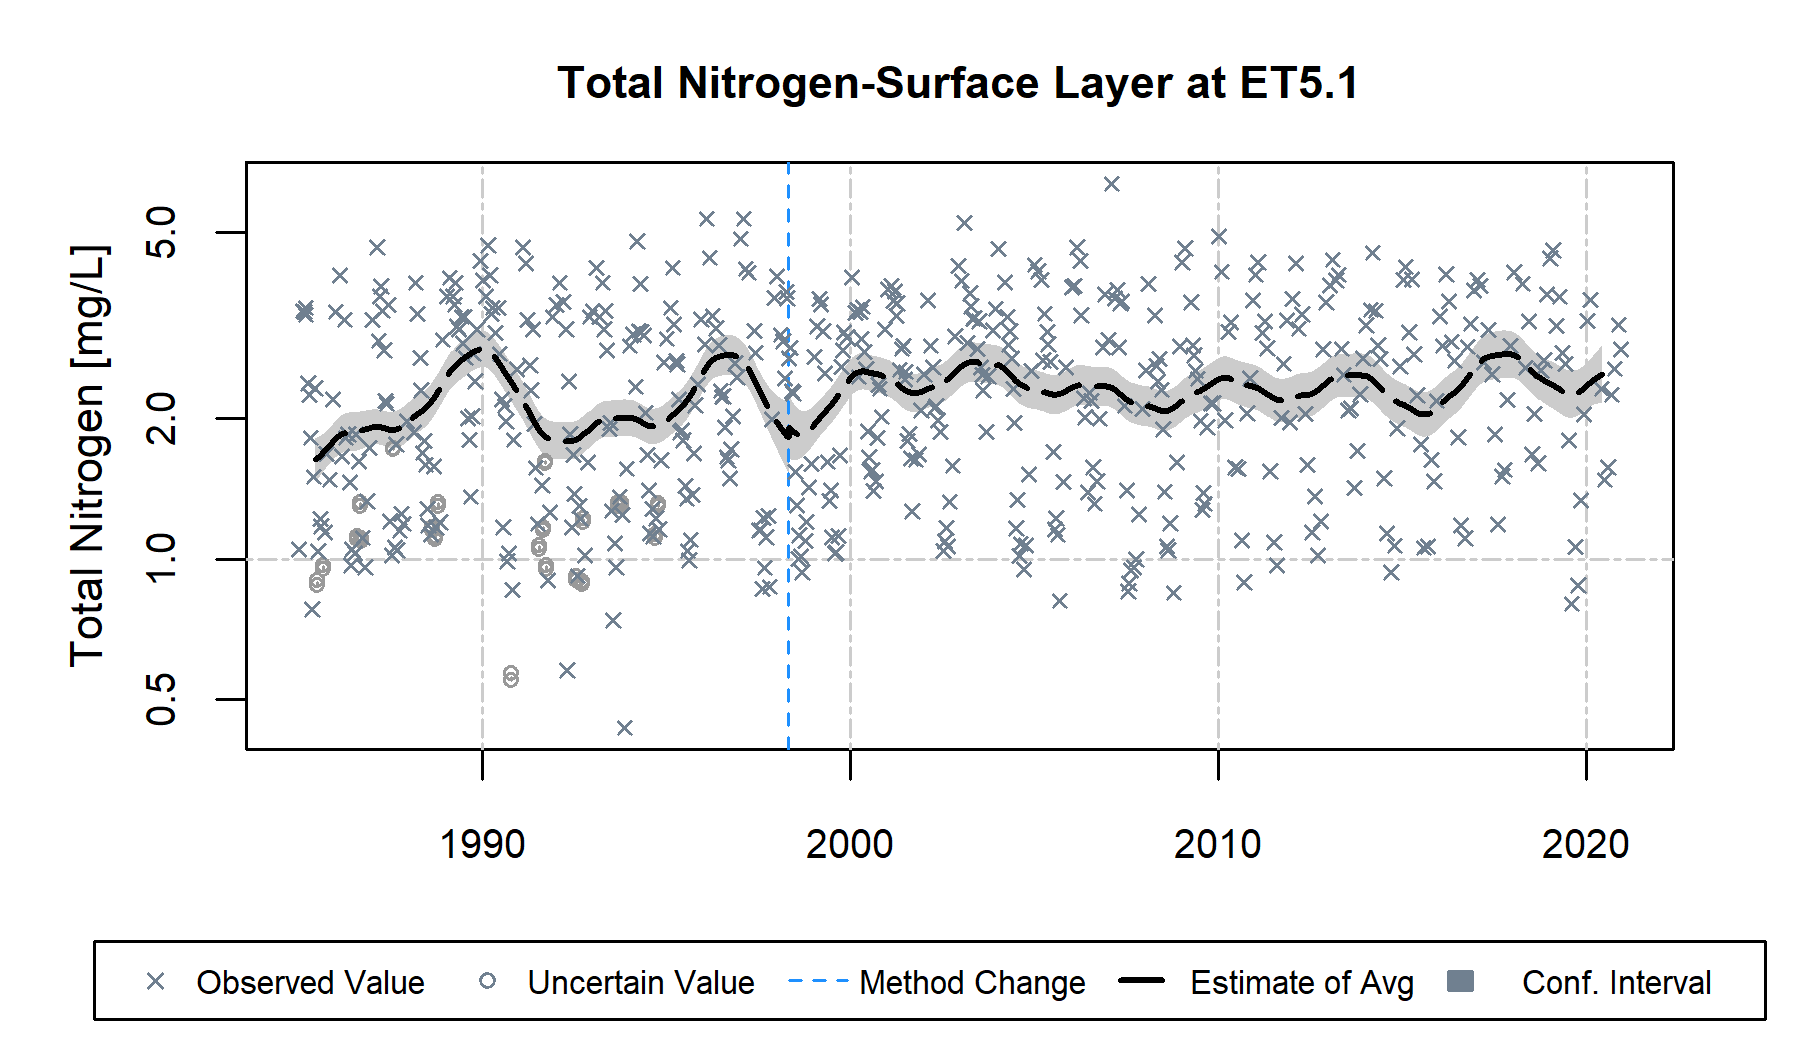 Total Nitrogen-Surface Layer at ET5.1
Total Nitrogen [mg/L]
5.0
2.0
1.0
0.5
1990 2000 2010 2020
Observed Value Uncertain Value Method Change Estimate of Avg Conf. Interval